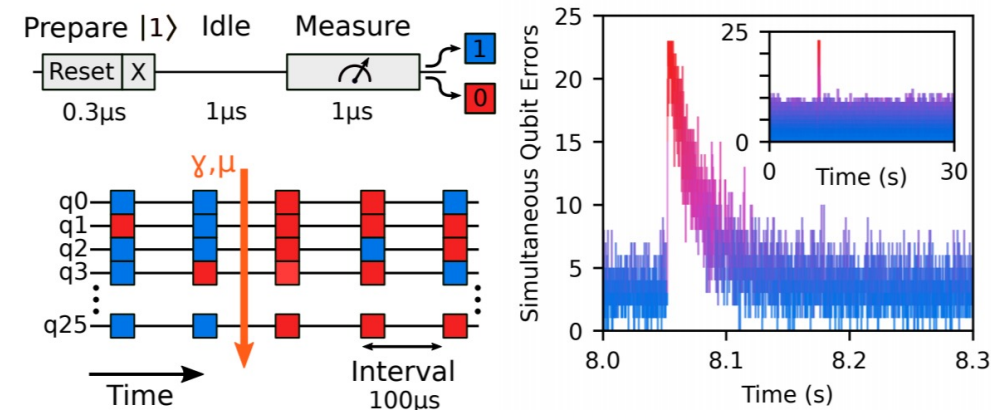 Prepare |1⟩ Idle Measure
Reset X
1
0
0.3μs 1μs 1μs
γ,μ
q0
q1
q2
q3
q25
Time
Interval
100μs
Simultaneous Qubit Errors
25
20
15
10
5
0
8.0 8.1 8.2 8.3
Time (s)
25
0
0 30
Time (s)